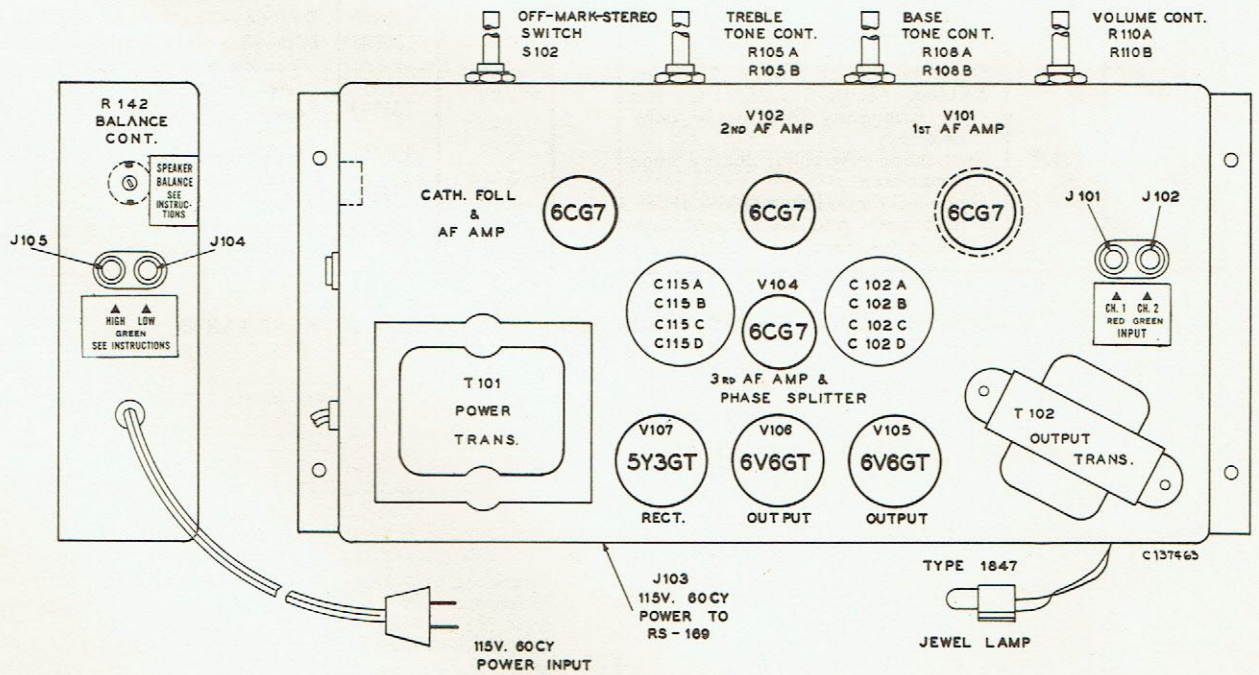 OFF-MARK-STEREO
SWITCH
S102
TREBLE
TONE CONT.
R105 A
R105 B
BASE
TONE CONT.
R108 A
R108 B
VOLUME CONT.
R110A
R110B
R 142
BALANCE
CONT.
SPEAKER
BALANCE
SEE
INSTRUC-
TIONS
J105
J104
HIGH LOW
GREEN
SEE INSTRUCTIONS
V102
2ND AF AMP
V101
1ST AF AMP
CATH. FOLL
&
AF AMP
6CG7
6CG7
6CG7
J101
J102
CH. 1 CH. 2
RED GREEN
INPUT
C115A
C115B
C115C
C115D
V104
6CG7
C 102 A
C 102 B
C 102 C
C 102 D
3RD AF AMP &
PHASE SPLITTER
T101
POWER
TRANS.
V107
5Y3GT
RECT.
V106
6V6GT
OUTPUT
V105
6V6GT
OUTPUT
T 102
OUTPUT
TRANS.
C137463
J103
115V. 60CY
POWER TO
RS-169
TYPE 1847
JEWEL LAMP
115V. 60CY
POWER INPUT